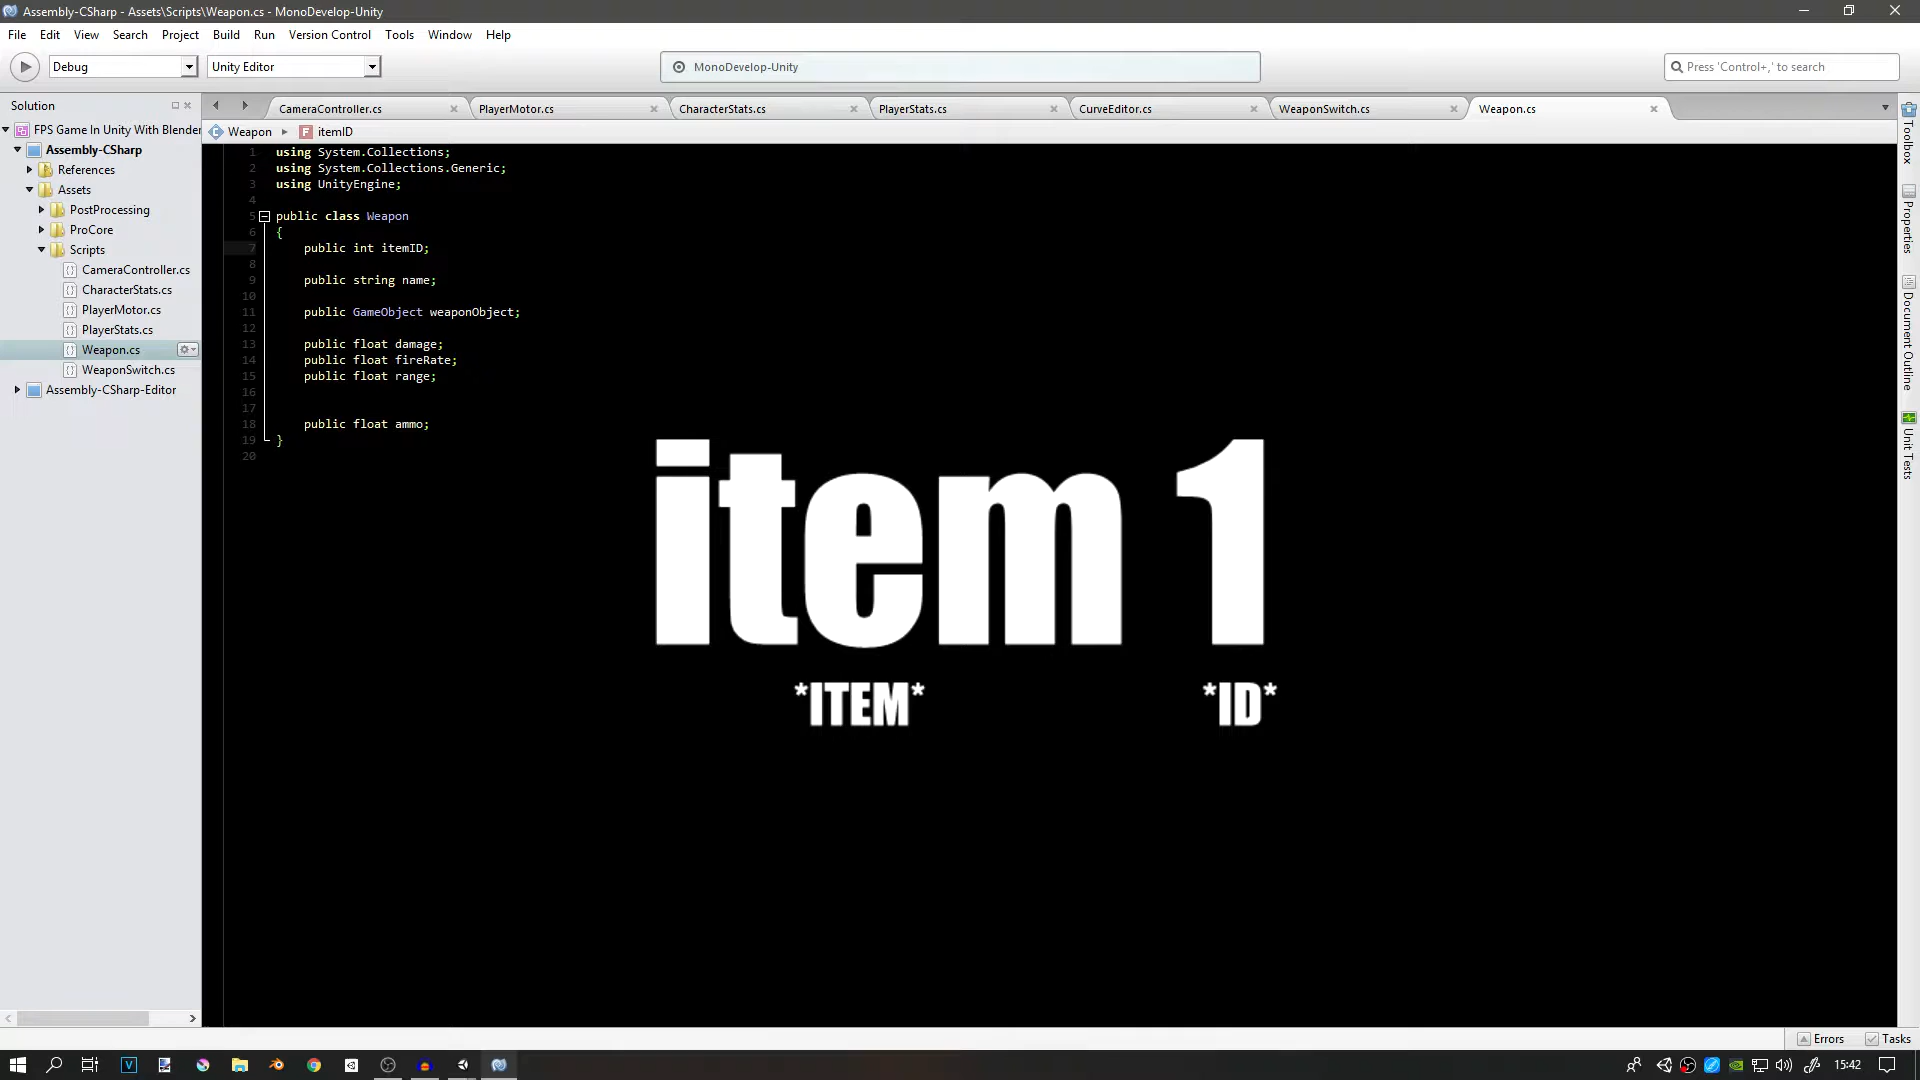 Assembly-CSharp - Assets\Scripts\Weapon.cs - MonoDevelop-Unity
File Edit View Search Project Build Run Version Control Tools Window Help
Debug Unity Editor MonoDevelop-Unity Press 'Control+,' to search
Solution
FPS Game In Unity With Blender
Assembly-CSharp
References
Assets
PostProcessing
ProCore
Scripts
CameraController.cs
CharacterStats.cs
PlayerMotor.cs
PlayerStats.cs
Weapon.cs
WeaponSwitch.cs
Assembly-CSharp-Editor
CameraController.cs PlayerMotor.cs CharacterStats.cs PlayerStats.cs CurveEditor.cs WeaponSwitch.cs Weapon.cs
Weapon F itemID
1 using System.Collections;
2 using System.Collections.Generic;
3 using UnityEngine;
4
5 public class Weapon
6 {
7 public int itemID;
8
9 public string name;
10
11 public GameObject weaponObject;
12
13 public float damage;
14 public float fireRate;
15 public float range;
16
17
18 public float ammo;
19 }
20
item 1
*ITEM* *ID*
Toolbox
Properties
Document Outline
Unit Tests
Errors Tasks
15:42